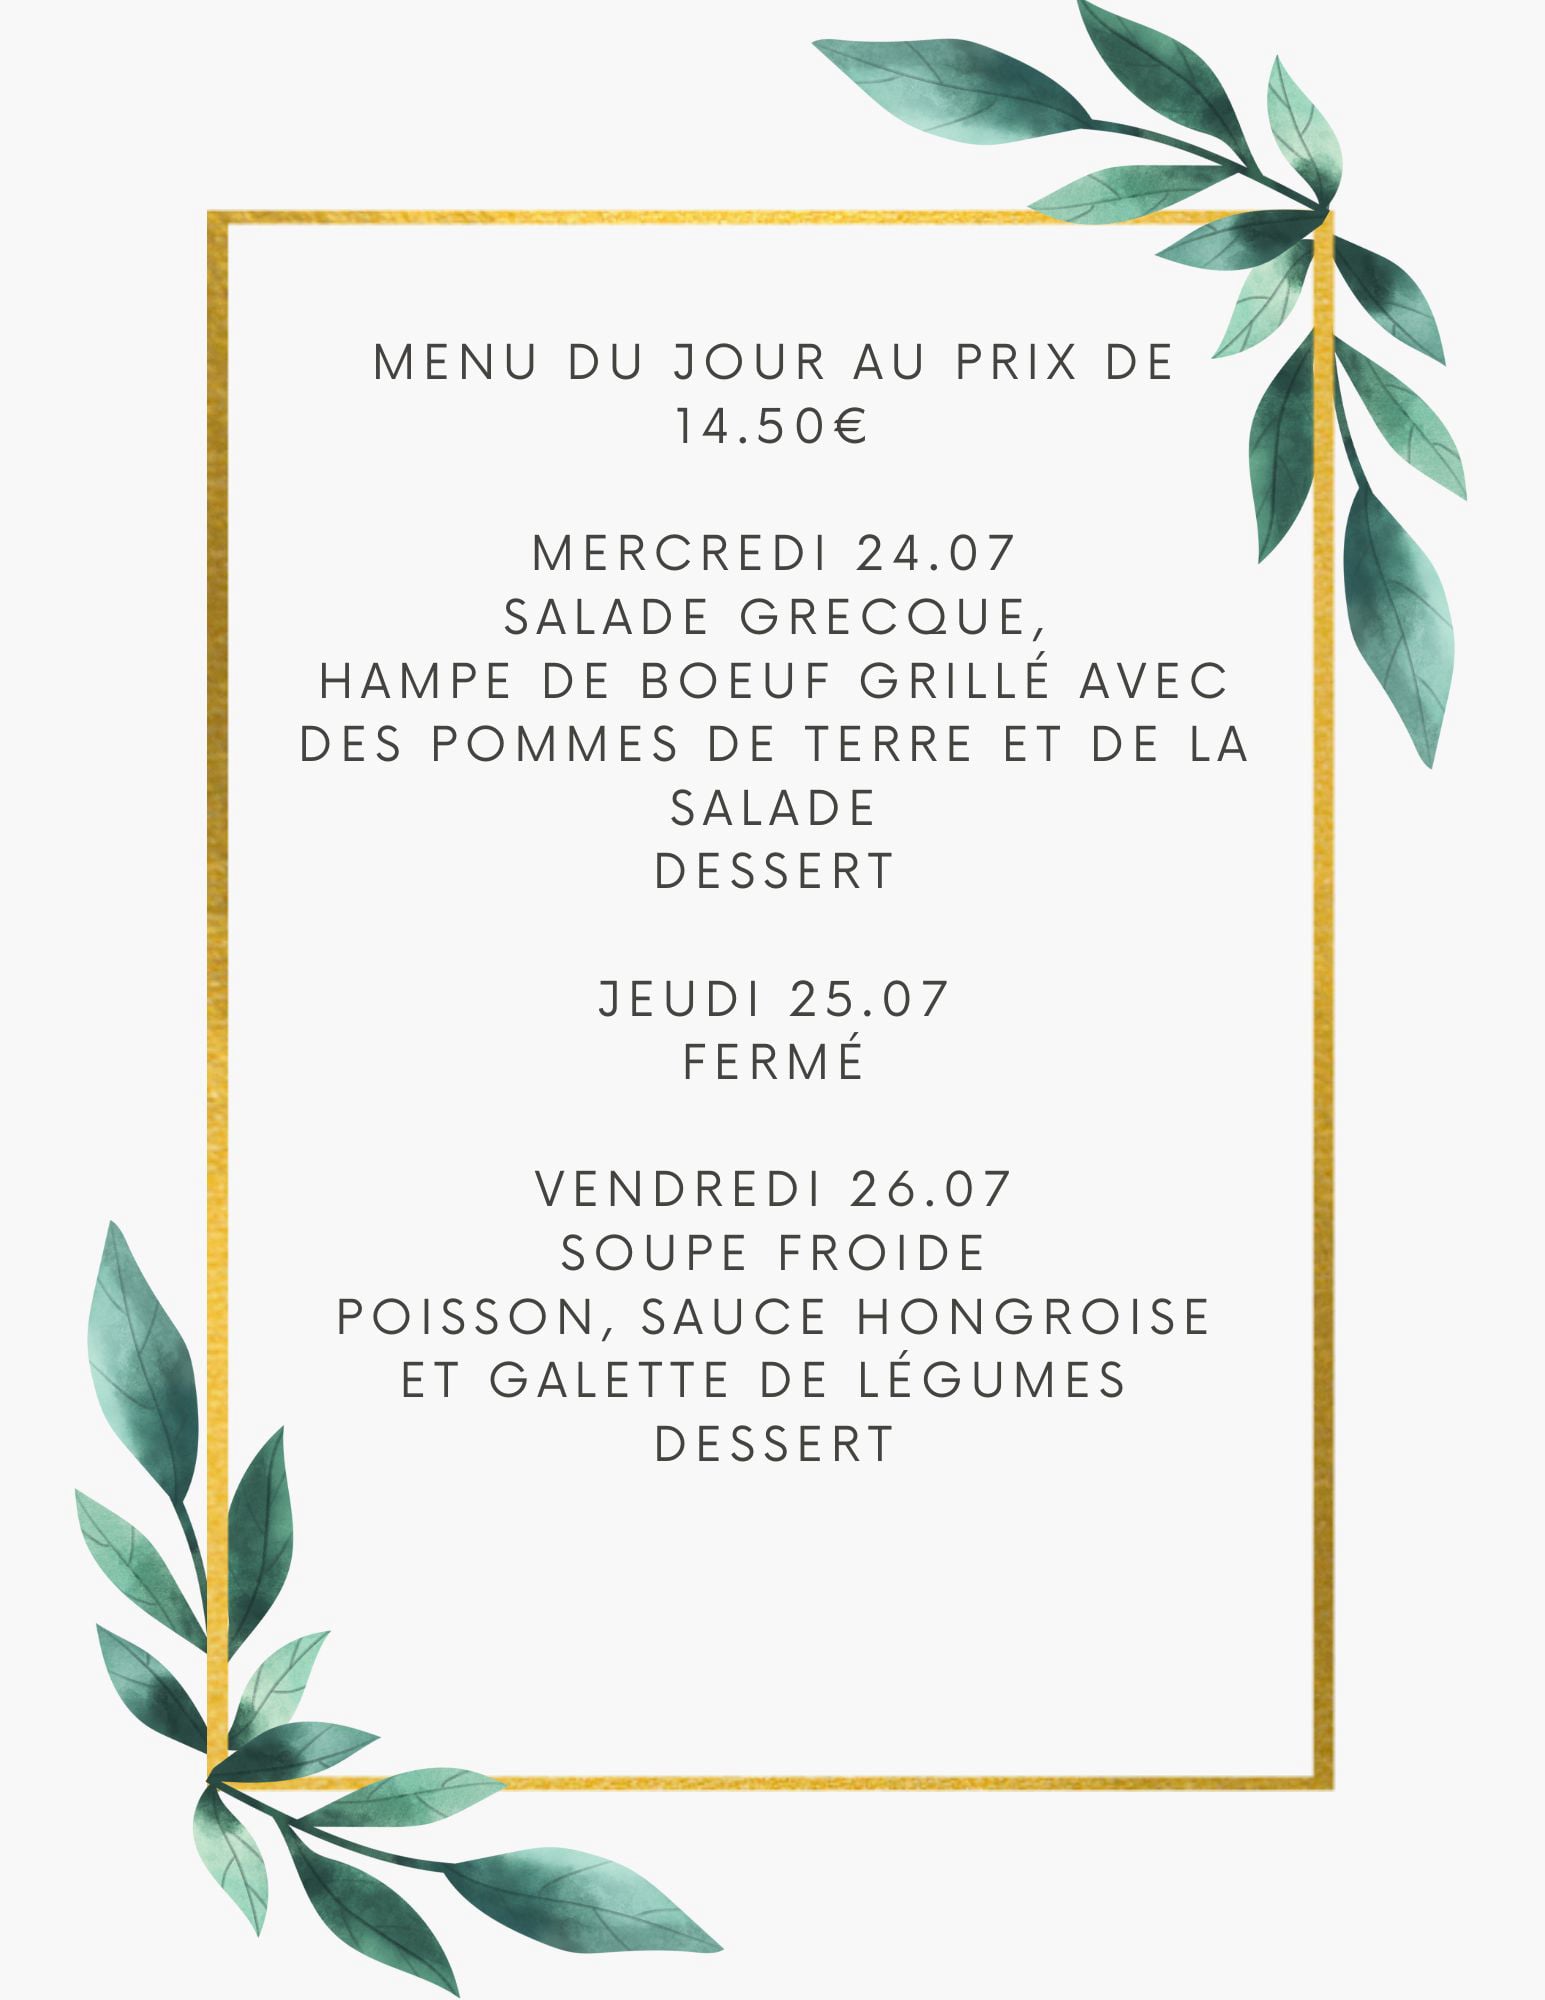 MENU DU JOUR AU PRIX DE
14.50€
MERCREDI 24.07
SALADE GRECQUE,
HAMPE DE BOEUF GRILLÉ AVEC
DES POMMES DE TERRE ET DE LA
SALADE
DESSERT
JEUDI 25.07
FERMÉ
VENDREDI 26.07
SOUPE FROIDE
POISSON, SAUCE HONGROISE
ET GALETTE DE LÉGUMES
DESSERT